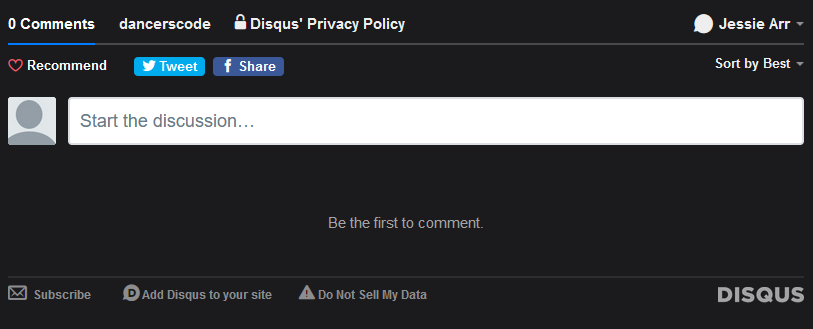 0 Comments dancerscode Disqus' Privacy Policy Jessie Arr
Recommend Tweet f Share Sort by Best
Start the discussion…
Be the first to comment.
Subscribe D Add Disqus to your site Do Not Sell My Data DISQUS